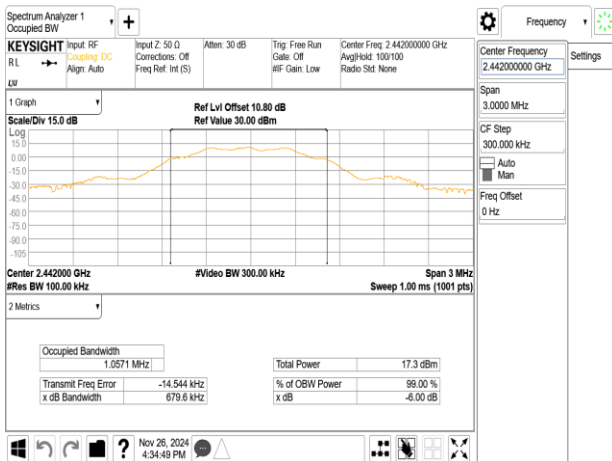 Spectrum Analyzer 1
Occupied BW
+
Frequency
KEYSIGHT
RL
Input: RF
Coupling: DC
Align: Auto
Input Z: 50 Ω
Corrections: Off
Freq Ref: Int (S)
Atten: 30 dB
Trig: Free Run
Gate: Off
#IF Gain: Low
Center Freq: 2.442000000 GHz
Avg|Hold: 100/100
Radio Std: None
LXI
Center Frequency
2.442000000 GHz
Settings
Span
3.0000 MHz
CF Step
300.000 kHz
Auto
Man
Freq Offset
0 Hz
1 Graph
Scale/Div 15.0 dB
Ref Lvl Offset 10.80 dB
Ref Value 30.00 dBm
Log
15.0
0.00
-15.0
-30.0
-45.0
-60.0
-75.0
-90.0
-105
Center 2.442000 GHz
#Video BW 300.00 kHz
Span 3 MHz
#Res BW 100.00 kHz
Sweep 1.00 ms (1001 pts)
2 Metrics
Occupied Bandwidth
1.0571 MHz
Total Power 17.3 dBm
Transmit Freq Error -14.544 kHz
% of OBW Power 99.00 %
x dB Bandwidth 679.6 kHz
x dB -6.00 dB
?
Nov 26, 2024
4:34:49 PM